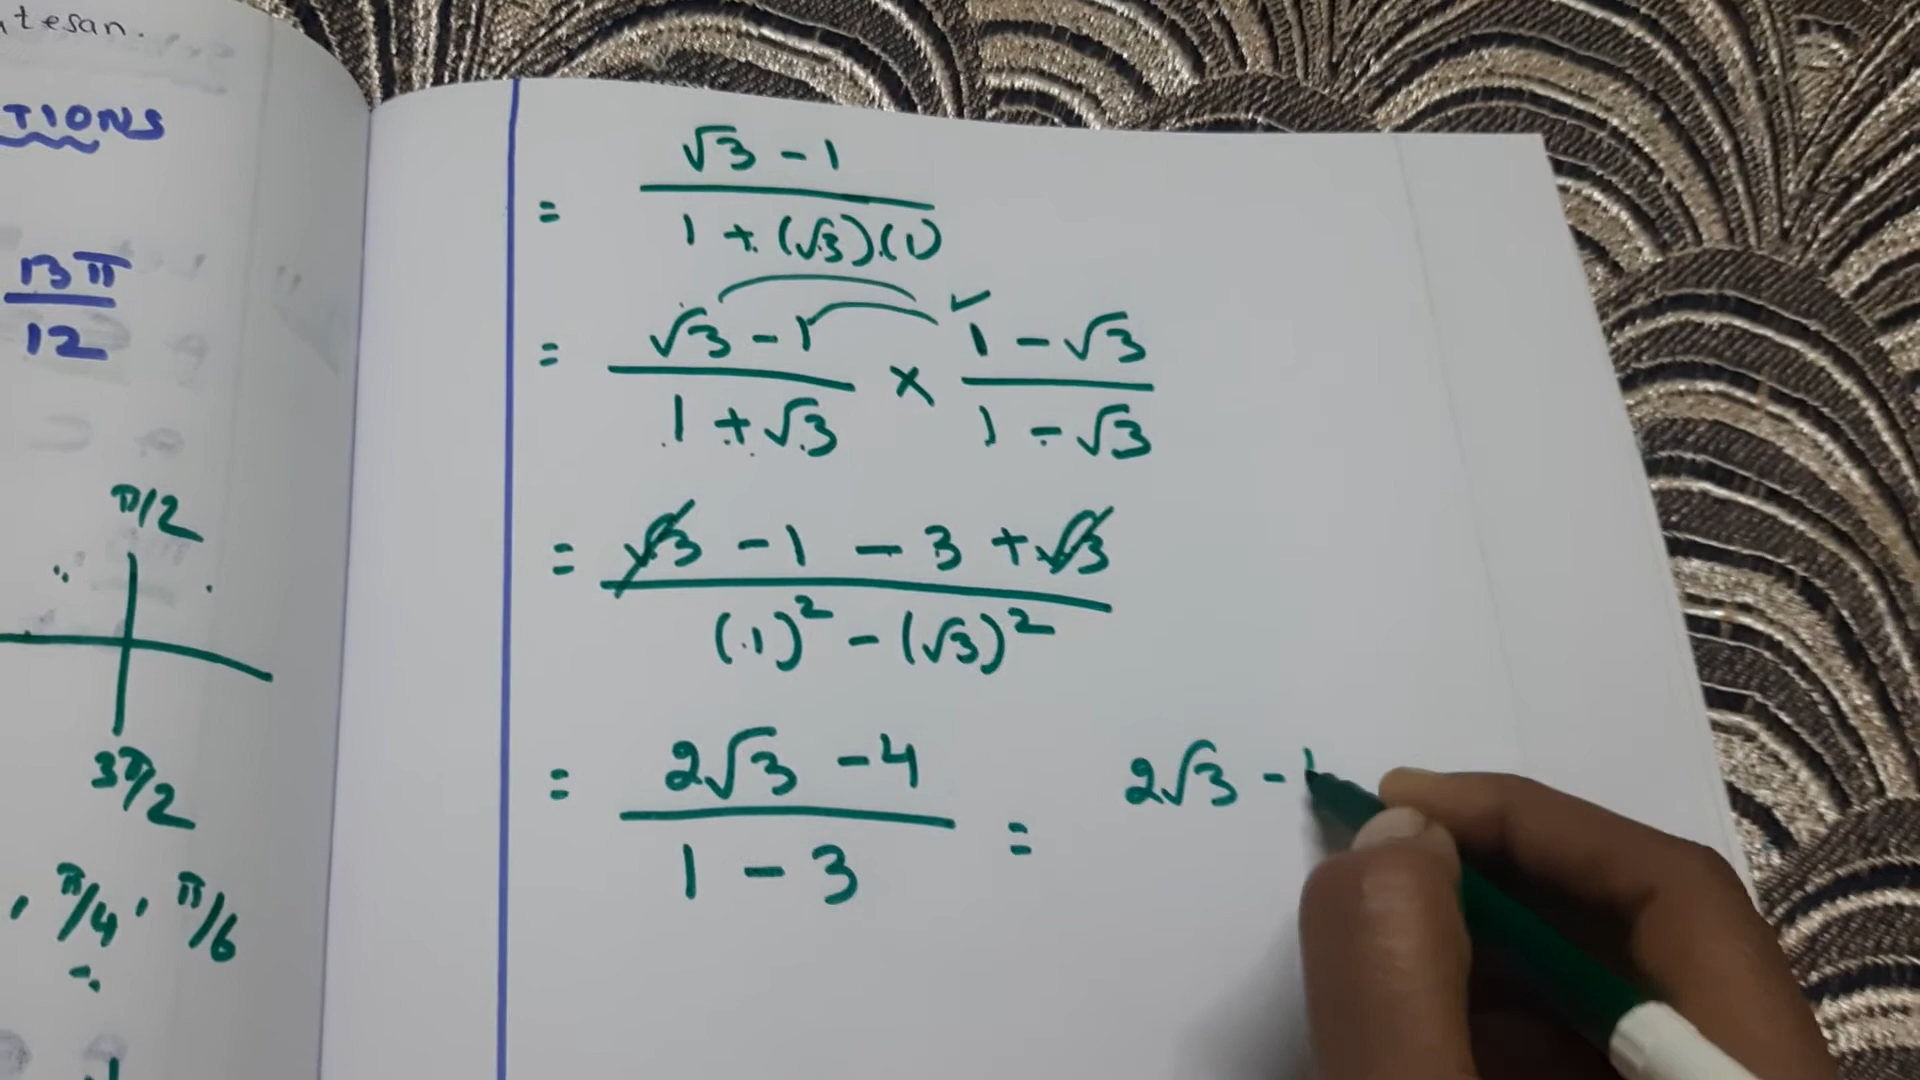 tesan.
TIONS
13π
12
π/2
3π/2
, π/4, π/6
= √3 - 1
1 + (√3)(1)
= √3 - 1 × 1 - √3
1 + √3 1 - √3
= √3 - 1 - 3 + √3
(1)² - (√3)²
= 2√3 - 4 = 2√3 -
1 - 3